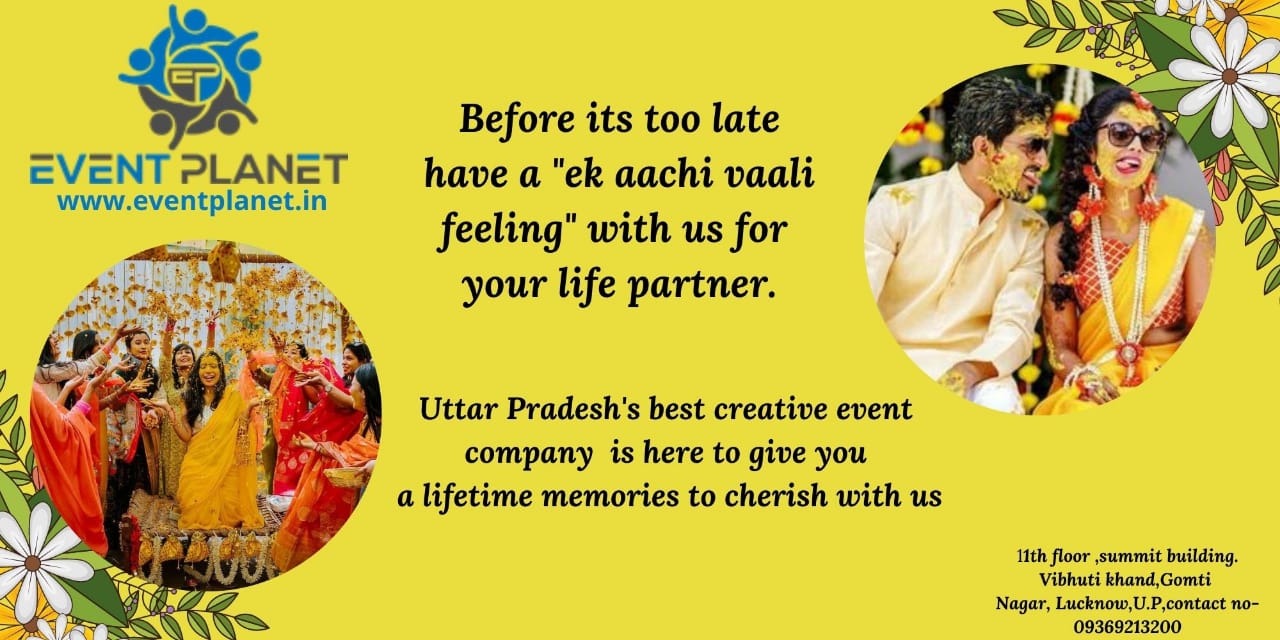 EP
EVENT PLANET
www.eventplanet.in
Before its too late
have a "ek aachi vaali
feeling" with us for
your life partner.
Uttar Pradesh's best creative event
company  is here to give you
a lifetime memories to cherish with us
11th floor ,summit building.
Vibhuti khand,Gomti
Nagar, Lucknow,U.P,contact no-
09369213200